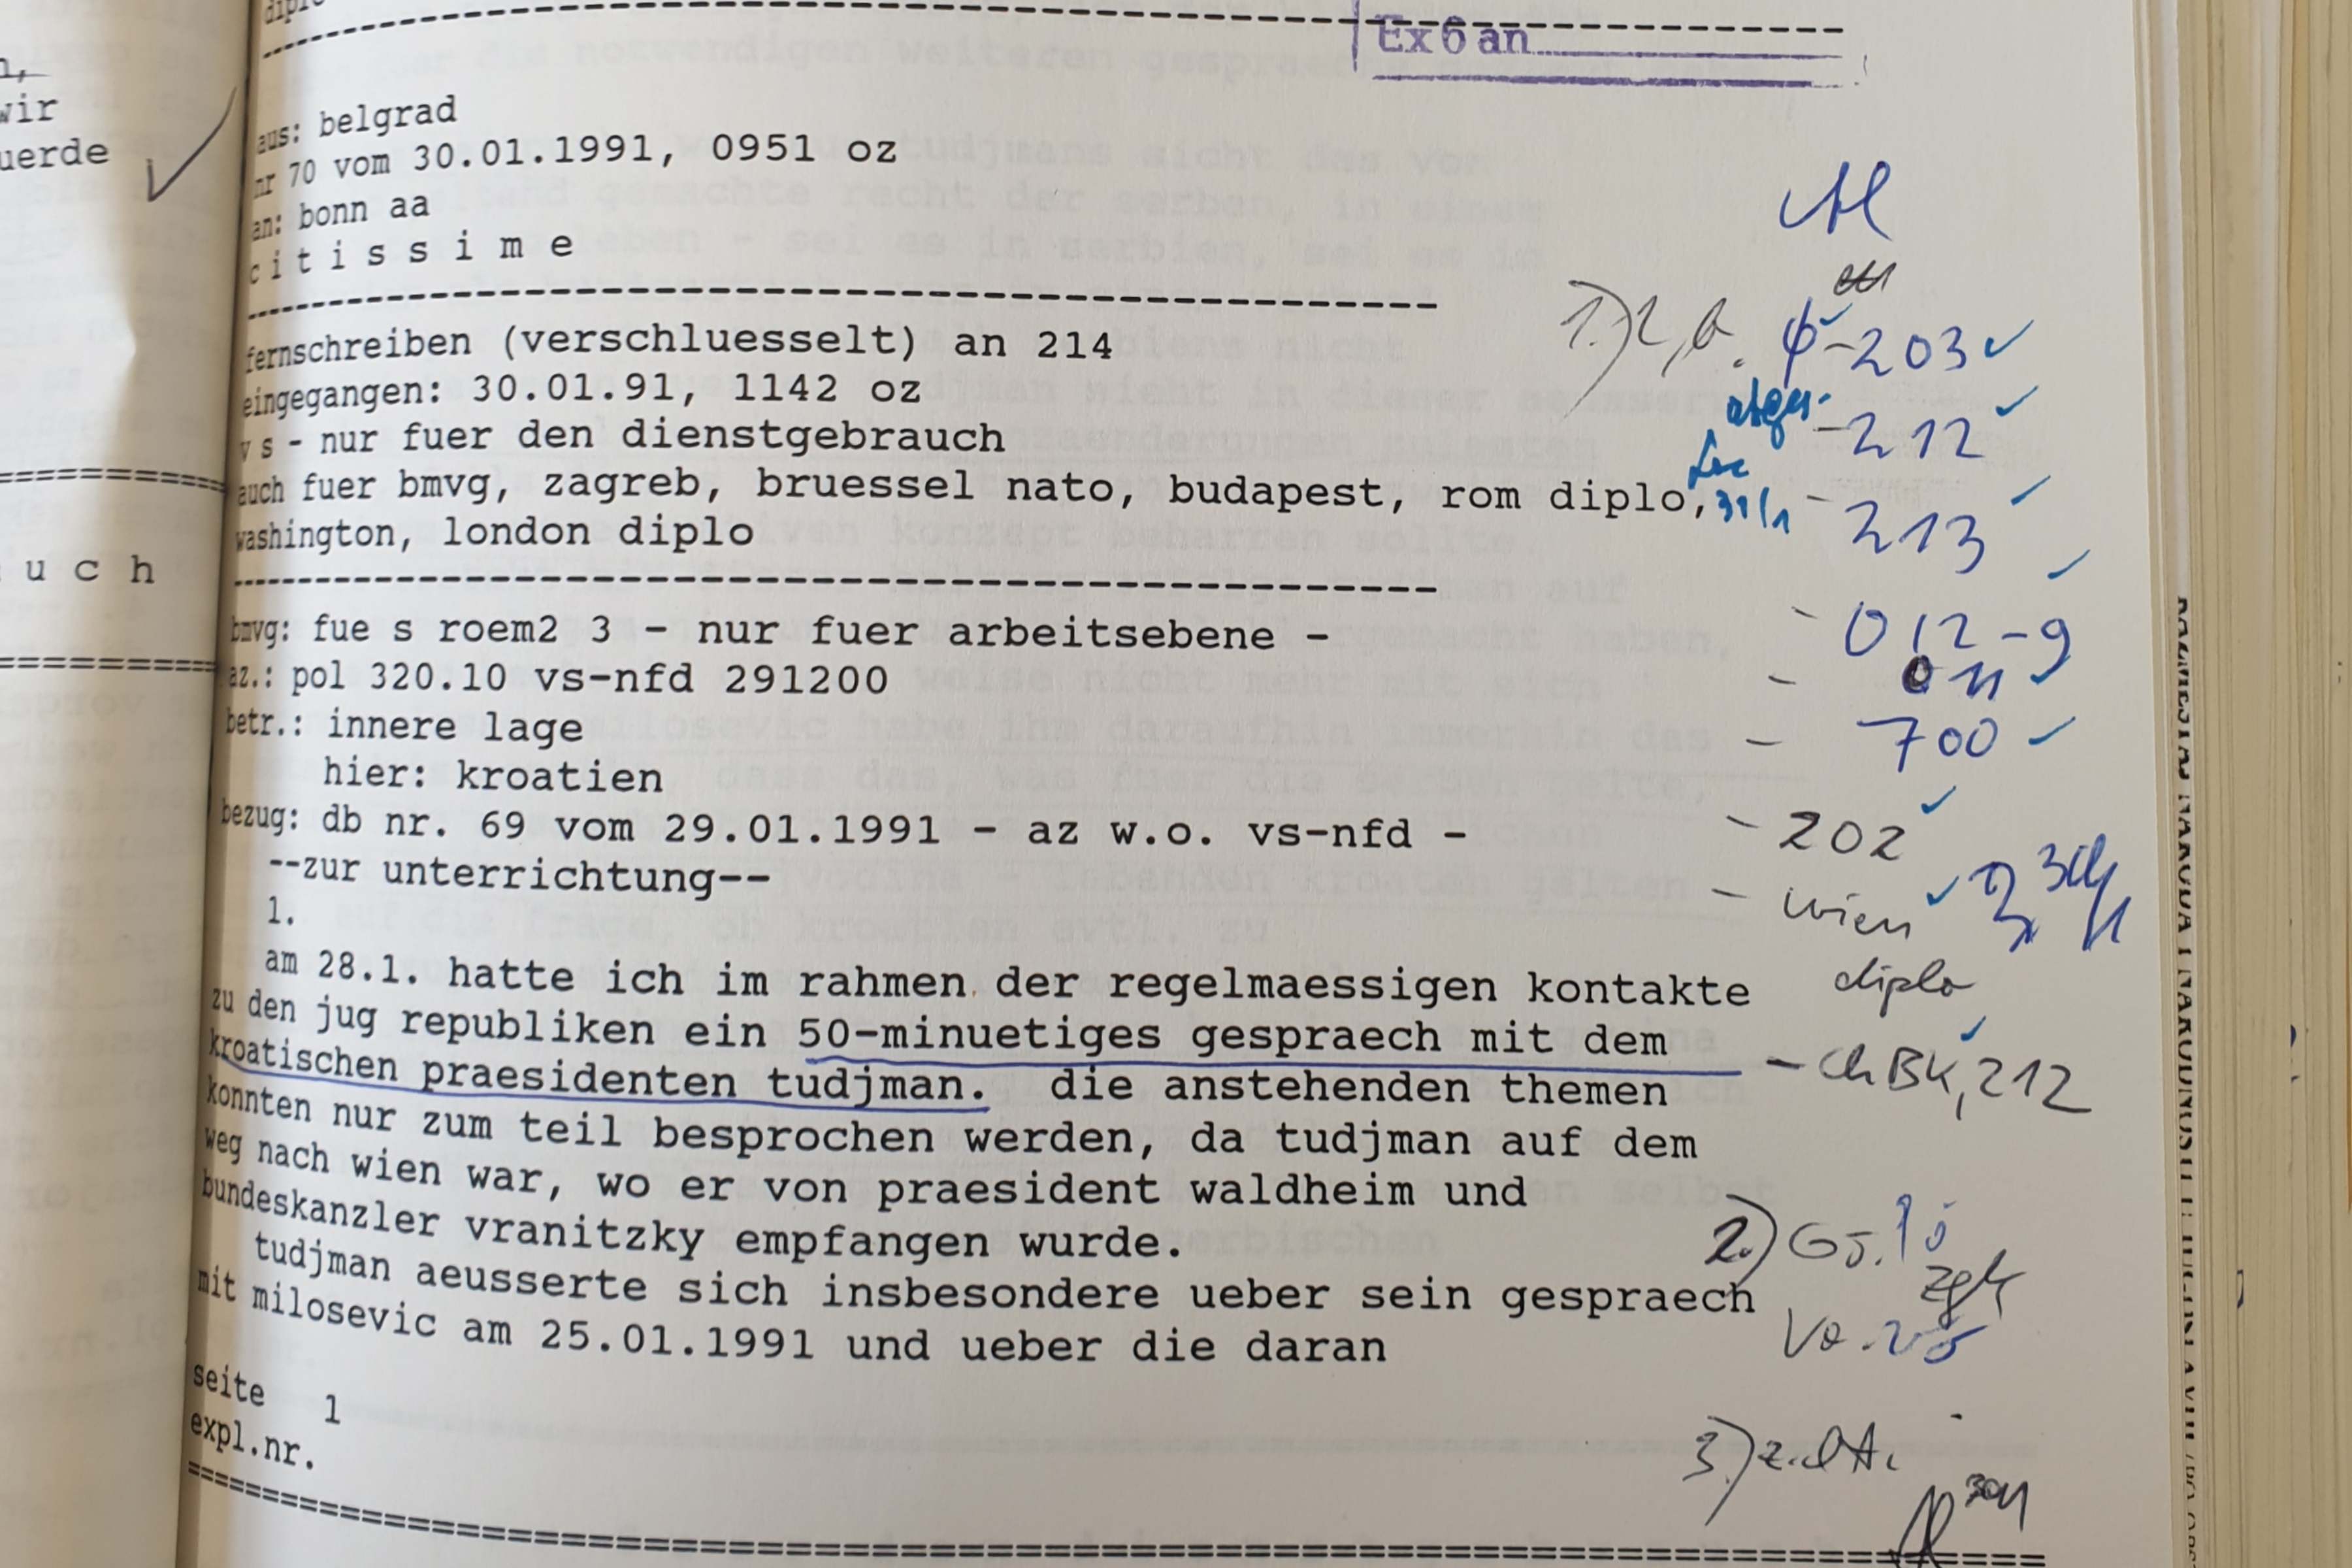 Ex 6 an
wir
uerde
aus: belgrad
nr 70 vom 30.01.1991, 0951 oz
an: bonn aa
c i t i s s i m e
fernschreiben (verschluesselt) an 214
eingegangen: 30.01.91, 1142 oz
v s - nur fuer den dienstgebrauch
auch fuer bmvg, zagreb, bruessel nato, budapest, rom diplo,
washington, london diplo
u c h
bmvg: fue s roem2 3 - nur fuer arbeitsebene -
az.: pol 320.10 vs-nfd 291200
betr.: innere lage
hier: kroatien
bezug: db nr. 69 vom 29.01.1991 - az w.o. vs-nfd -
--zur unterrichtung--
1.
am 28.1. hatte ich im rahmen der regelmaessigen kontakte
zu den jug republiken ein 50-minuetiges gespraech mit dem
kroatischen praesidenten tudjman. die anstehenden themen
konnten nur zum teil besprochen werden, da tudjman auf dem
weg nach wien war, wo er von praesident waldheim und
bundeskanzler vranitzky empfangen wurde.
tudjman aeusserte sich insbesondere ueber sein gespraech
mit milosevic am 25.01.1991 und ueber die daran
seite 1
expl.nr.
1.)
- 203
- 212
31/1
- 213
- 012-9
- 011
- 700
- 202
- wien
diplo
- ChBK, 212
2.)
3.) z.d.A.